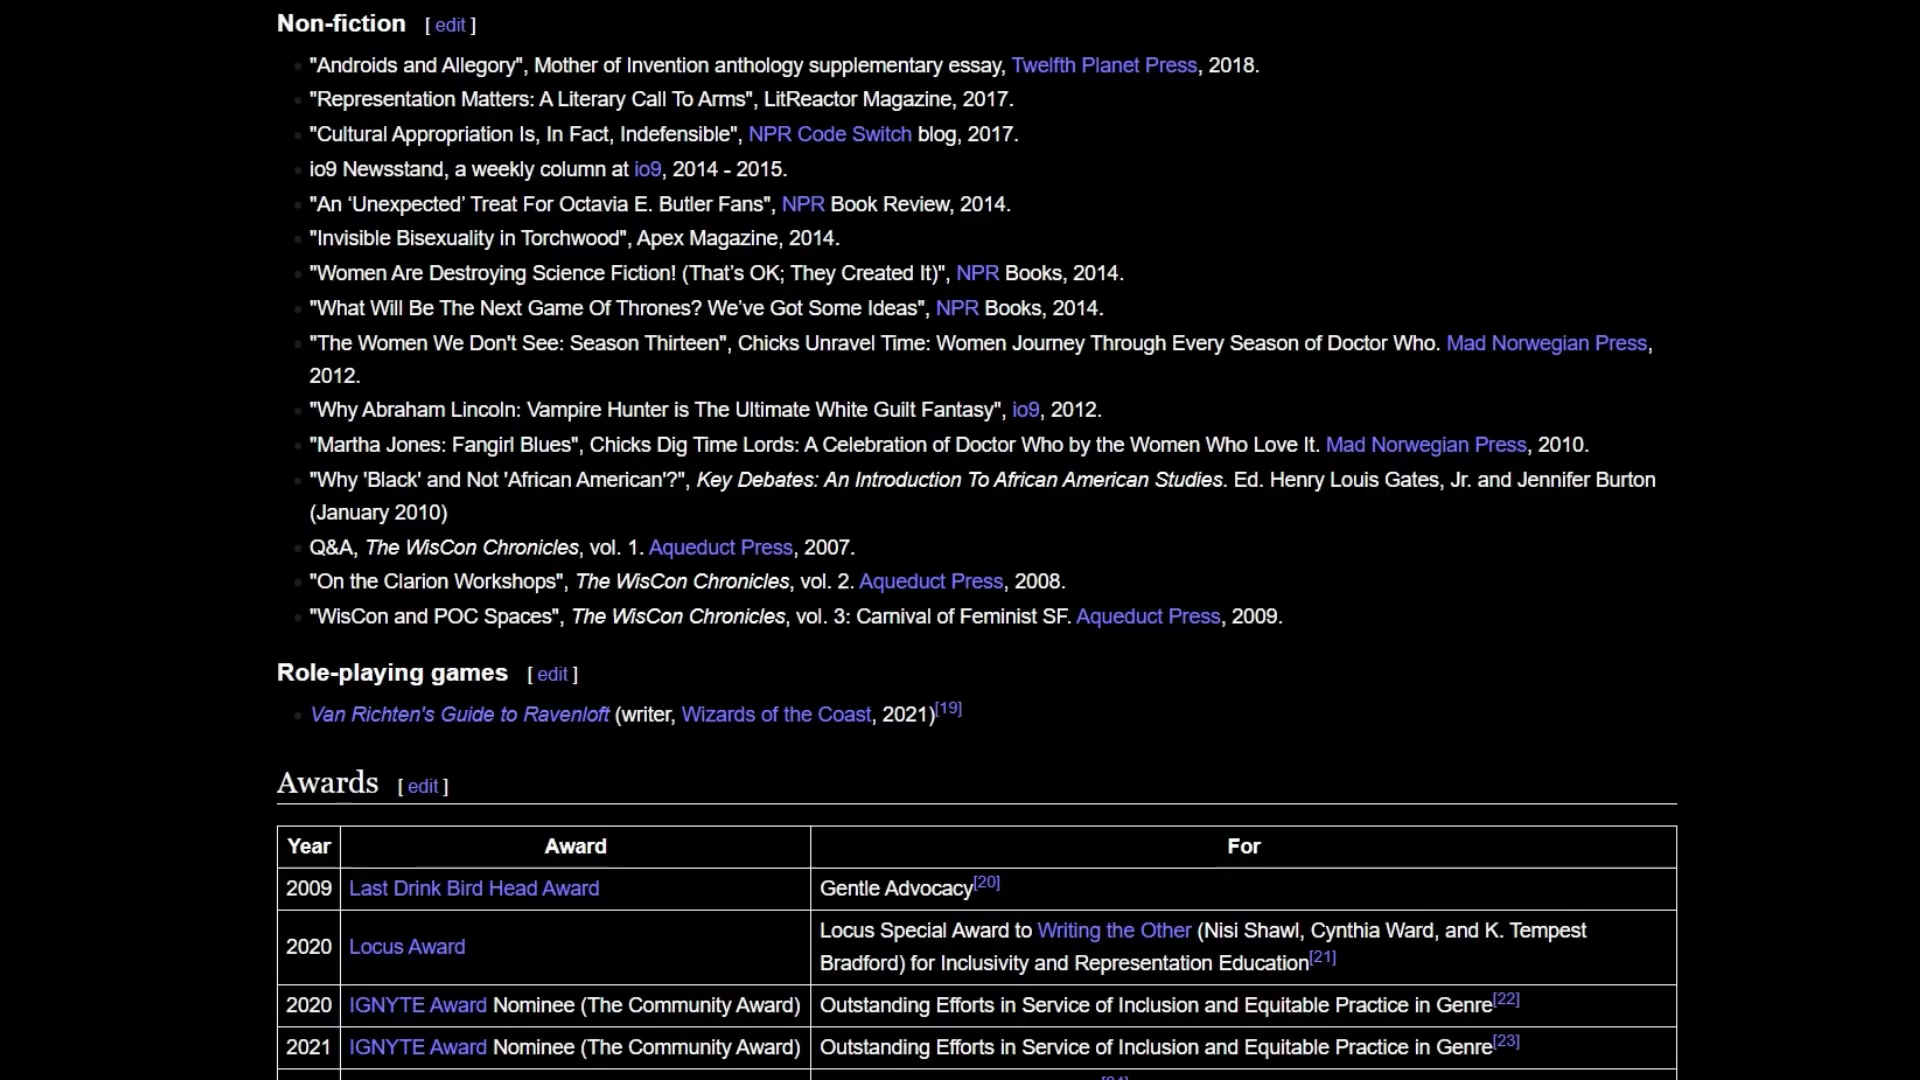 Non-fiction [ edit ]
"Androids and Allegory", Mother of Invention anthology supplementary essay, Twelfth Planet Press, 2018.
"Representation Matters: A Literary Call To Arms", LitReactor Magazine, 2017.
"Cultural Appropriation Is, In Fact, Indefensible", NPR Code Switch blog, 2017.
io9 Newsstand, a weekly column at io9, 2014 - 2015.
"An ‘Unexpected’ Treat For Octavia E. Butler Fans", NPR Book Review, 2014.
"Invisible Bisexuality in Torchwood", Apex Magazine, 2014.
"Women Are Destroying Science Fiction! (That’s OK; They Created It)", NPR Books, 2014.
"What Will Be The Next Game Of Thrones? We’ve Got Some Ideas", NPR Books, 2014.
"The Women We Don't See: Season Thirteen", Chicks Unravel Time: Women Journey Through Every Season of Doctor Who. Mad Norwegian Press,
2012.
"Why Abraham Lincoln: Vampire Hunter is The Ultimate White Guilt Fantasy", io9, 2012.
"Martha Jones: Fangirl Blues", Chicks Dig Time Lords: A Celebration of Doctor Who by the Women Who Love It. Mad Norwegian Press, 2010.
"Why 'Black' and Not 'African American'?", Key Debates: An Introduction To African American Studies. Ed. Henry Louis Gates, Jr. and Jennifer Burton
(January 2010)
Q&A, The WisCon Chronicles, vol. 1. Aqueduct Press, 2007.
"On the Clarion Workshops", The WisCon Chronicles, vol. 2. Aqueduct Press, 2008.
"WisCon and POC Spaces", The WisCon Chronicles, vol. 3: Carnival of Feminist SF. Aqueduct Press, 2009.
Role-playing games [ edit ]
Van Richten's Guide to Ravenloft (writer, Wizards of the Coast, 2021)[19]
Awards [ edit ]
Year Award For
2009 Last Drink Bird Head Award Gentle Advocacy[20]
2020 Locus Award Locus Special Award to Writing the Other (Nisi Shawl, Cynthia Ward, and K. Tempest
Bradford) for Inclusivity and Representation Education[21]
2020 IGNYTE Award Nominee (The Community Award) Outstanding Efforts in Service of Inclusion and Equitable Practice in Genre[22]
2021 IGNYTE Award Nominee (The Community Award) Outstanding Efforts in Service of Inclusion and Equitable Practice in Genre[23]